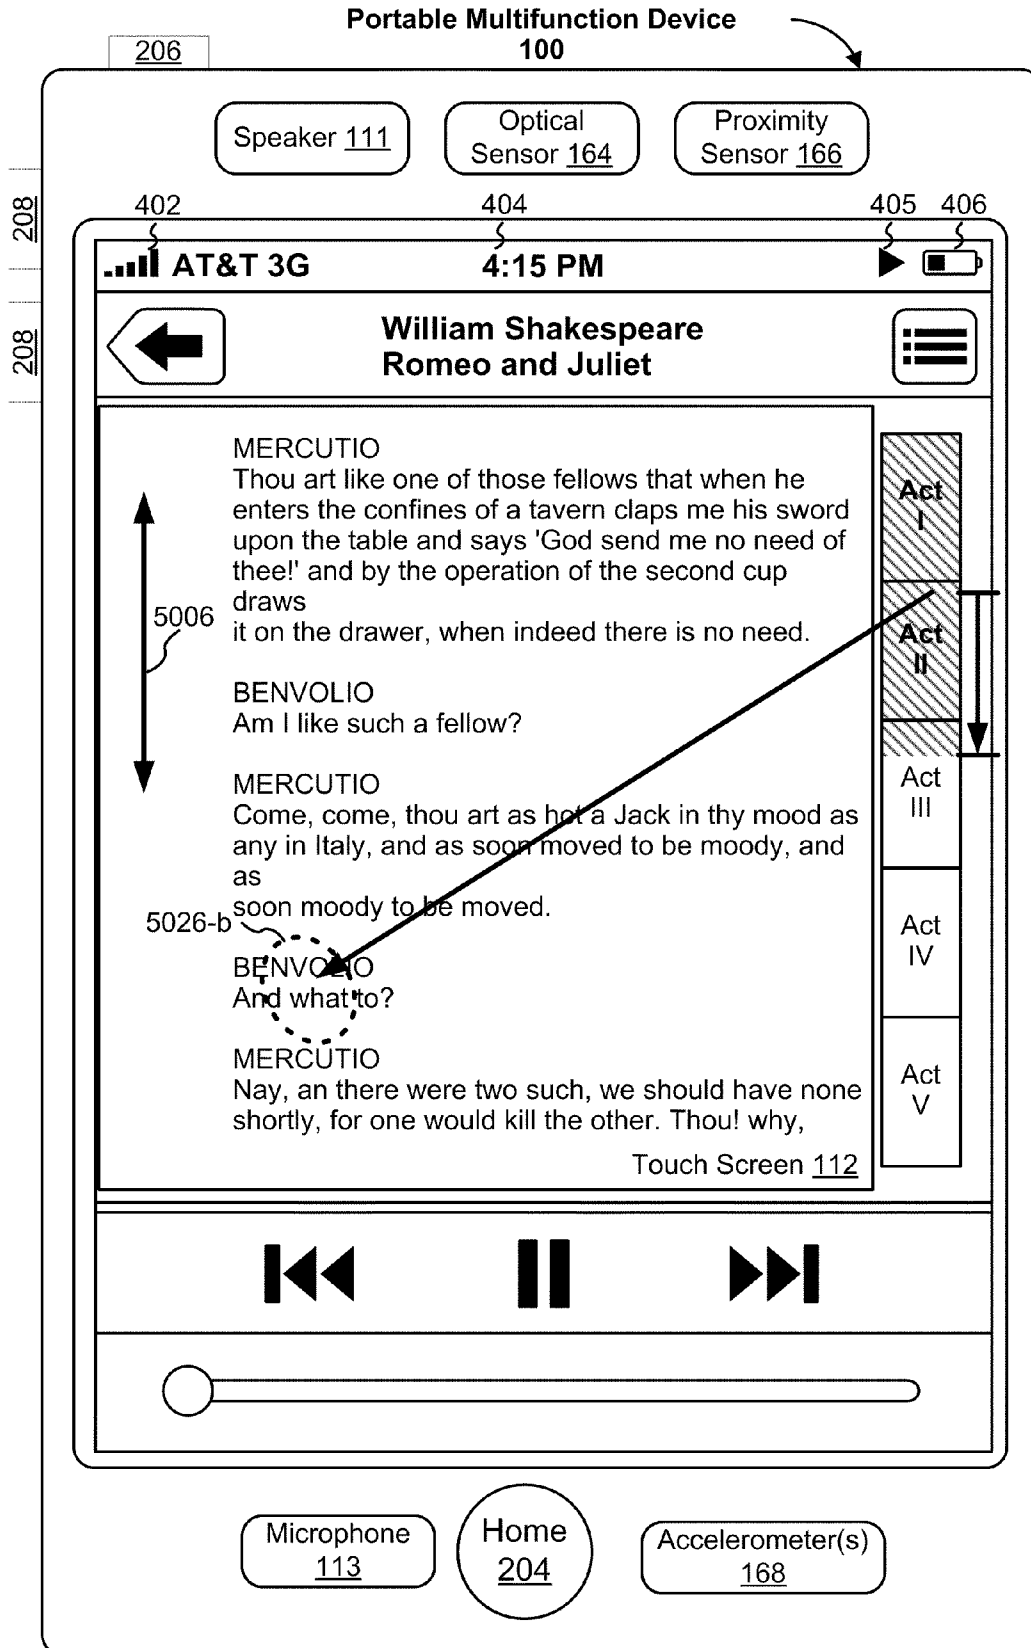 Portable Multifunction Device
100
206
Speaker 111
Optical
Sensor 164
Proximity
Sensor 166
208
402
404
405
406
AT&T 3G
4:15 PM
208
William Shakespeare
Romeo and Juliet
MERCUTIO
Thou art like one of those fellows that when he
enters the confines of a tavern claps me his sword
upon the table and says 'God send me no need of
thee!' and by the operation of the second cup
draws
it on the drawer, when indeed there is no need.
5006
BENVOLIO
Am I like such a fellow?
MERCUTIO
Come, come, thou art as hot a Jack in thy mood as
any in Italy, and as soon moved to be moody, and
as
soon moody to be moved.
5026-b
BENVOLIO
And what to?
MERCUTIO
Nay, an there were two such, we should have none
shortly, for one would kill the other. Thou! why,
Touch Screen 112
Act
I
Act
II
Act
III
Act
IV
Act
V
Microphone
113
Home
204
Accelerometer(s)
168